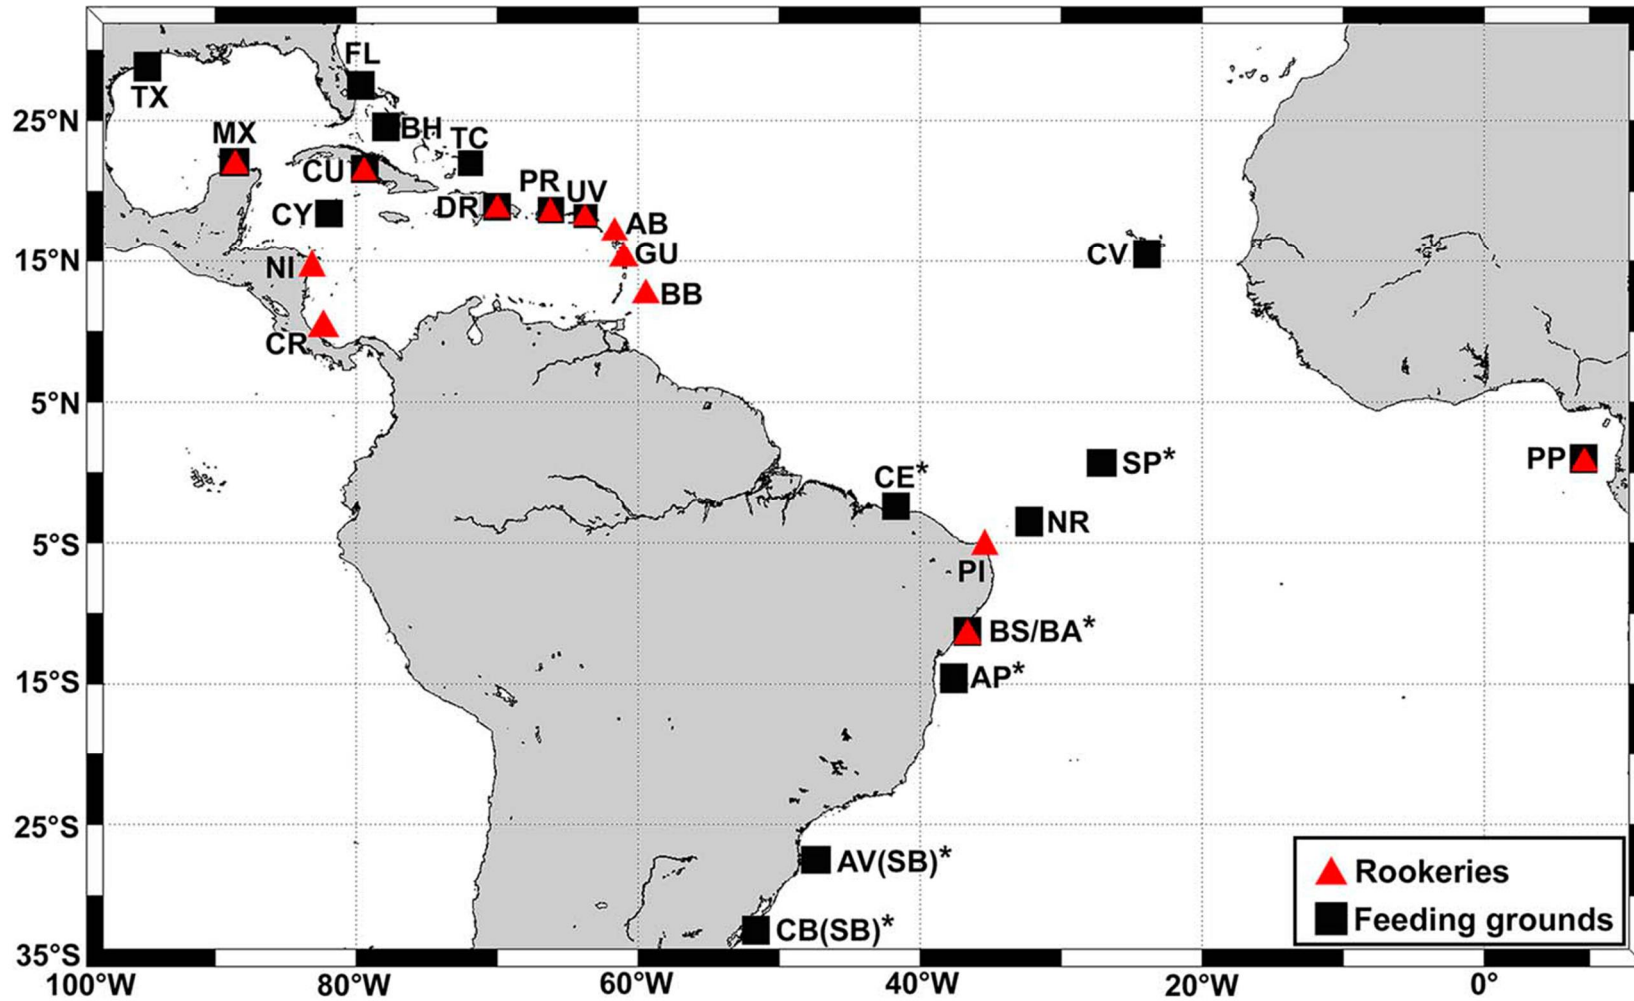 FL
TX
25°N
BH
TC
MX
CU
PR
UV
DR
CY
AB
GU
CV
15°N
NI
BB
CR
5°N
PP
SP*
CE*
NR
5°S
PI
BS/BA*
15°S
AP*
25°S
AV(SB)*
Rookeries
Feeding grounds
CB(SB)*
35°S
100°W
80°W
60°W
40°W
20°W
0°